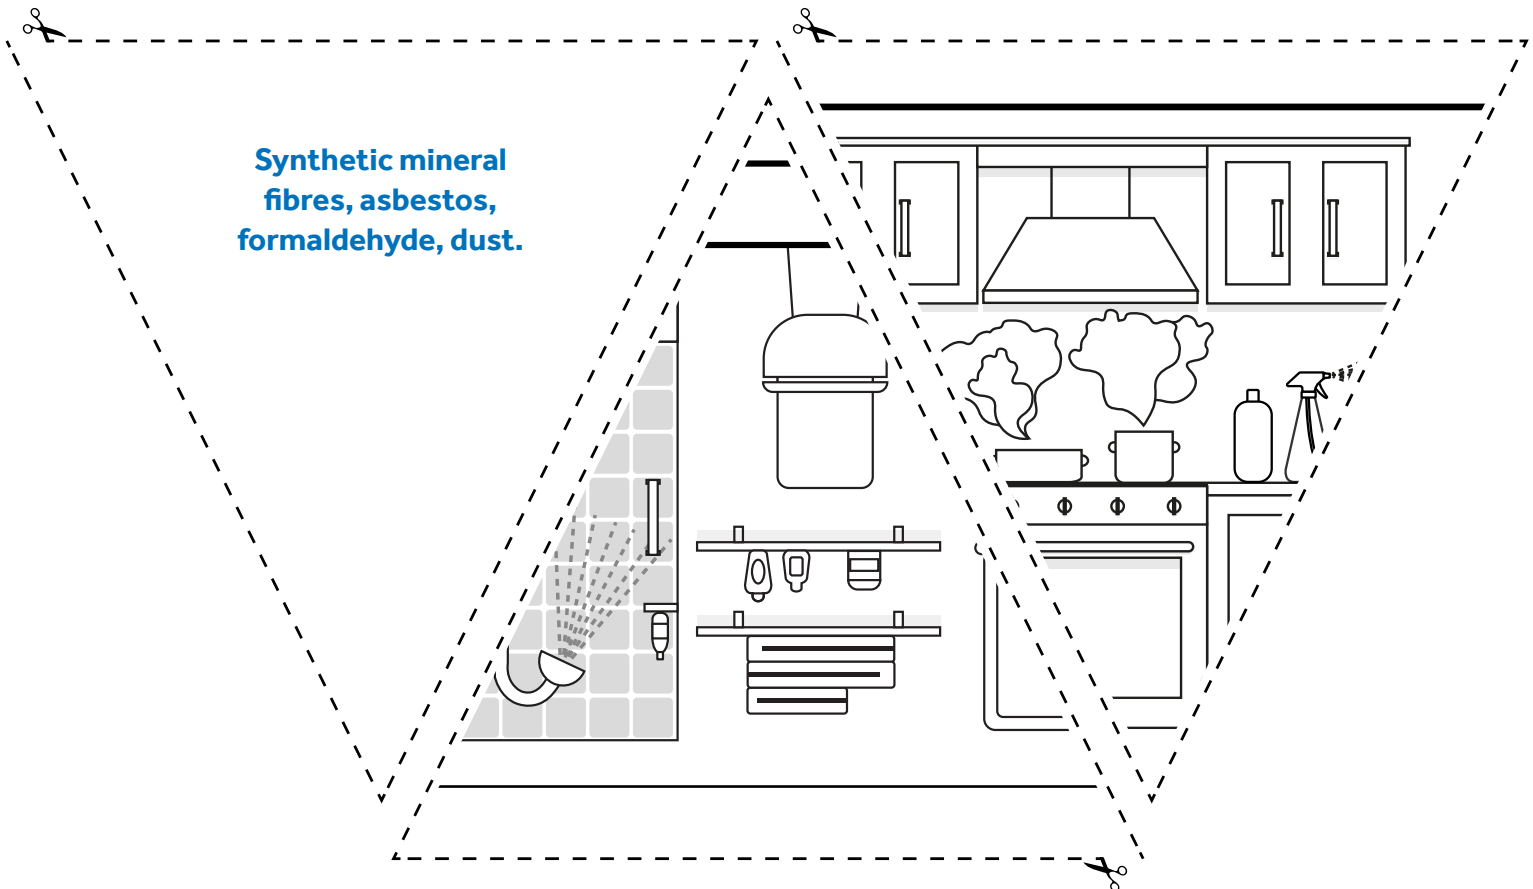 Synthetic mineral
fibres, asbestos,
formaldehyde, dust.